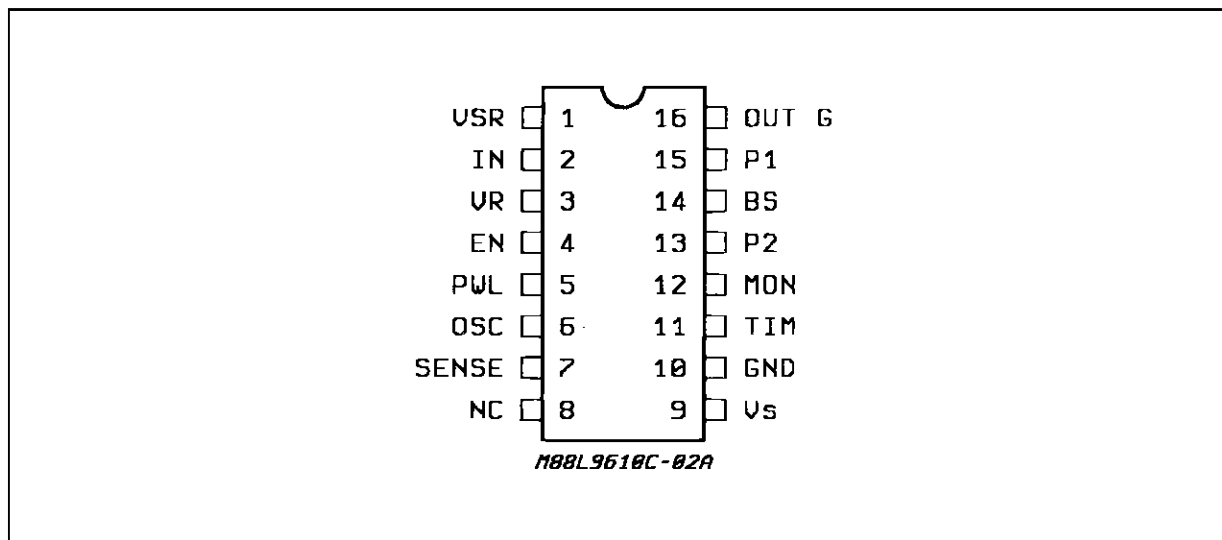 VSR 1 16 OUT G
IN 2 15 P1
VR 3 14 BS
EN 4 13 P2
PWL 5 12 MON
OSC 6 11 TIM
SENSE 7 10 GND
NC 8 9 Vs
M88L9610C-02A